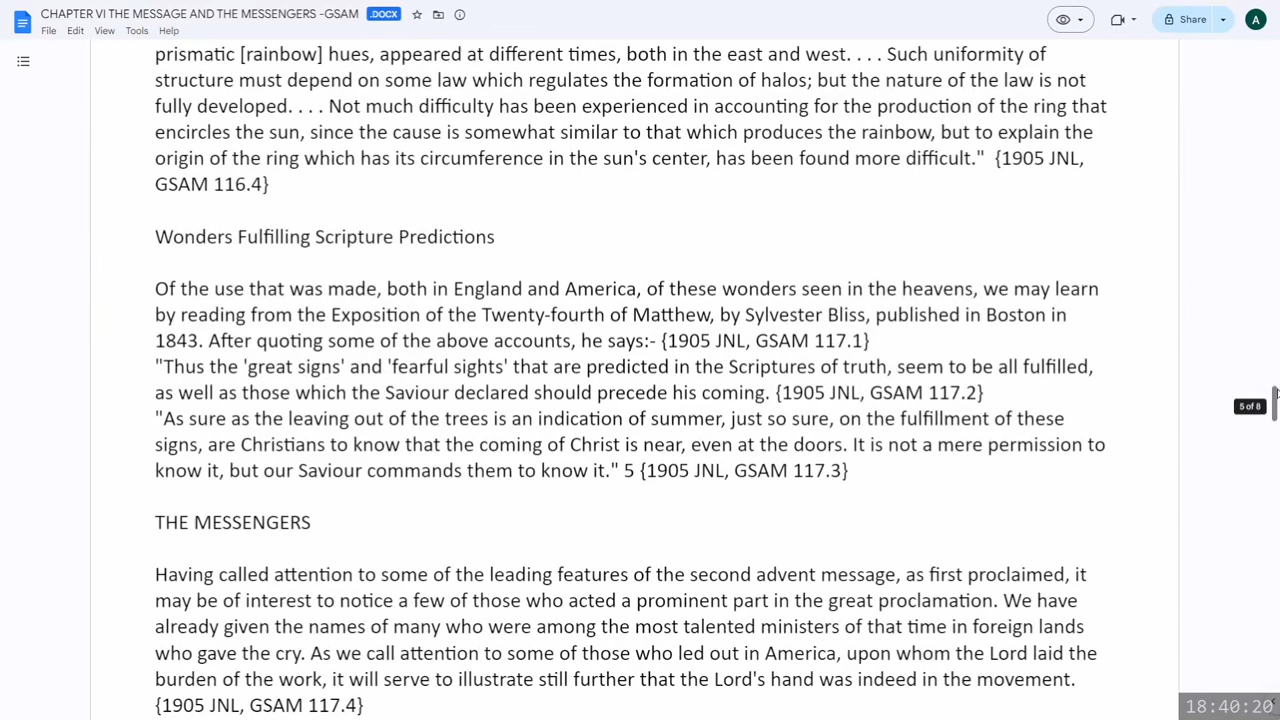 CHAPTER VI THE MESSAGE AND THE MESSENGERS -GSAM .DOCX
File Edit View Tools Help
Share
A
prismatic [rainbow] hues, appeared at different times, both in the east and west. . . . Such uniformity of
structure must depend on some law which regulates the formation of halos; but the nature of the law is not
fully developed. . . . Not much difficulty has been experienced in accounting for the production of the ring that
encircles the sun, since the cause is somewhat similar to that which produces the rainbow, but to explain the
origin of the ring which has its circumference in the sun's center, has been found more difficult." {1905 JNL,
GSAM 116.4}
Wonders Fulfilling Scripture Predictions
Of the use that was made, both in England and America, of these wonders seen in the heavens, we may learn
by reading from the Exposition of the Twenty-fourth of Matthew, by Sylvester Bliss, published in Boston in
1843. After quoting some of the above accounts, he says:- {1905 JNL, GSAM 117.1}
"Thus the 'great signs' and 'fearful sights' that are predicted in the Scriptures of truth, seem to be all fulfilled,
as well as those which the Saviour declared should precede his coming. {1905 JNL, GSAM 117.2}
"As sure as the leaving out of the trees is an indication of summer, just so sure, on the fulfillment of these
signs, are Christians to know that the coming of Christ is near, even at the doors. It is not a mere permission to
know it, but our Saviour commands them to know it." 5 {1905 JNL, GSAM 117.3}
5 of 8
THE MESSENGERS
Having called attention to some of the leading features of the second advent message, as first proclaimed, it
may be of interest to notice a few of those who acted a prominent part in the great proclamation. We have
already given the names of many who were among the most talented ministers of that time in foreign lands
who gave the cry. As we call attention to some of those who led out in America, upon whom the Lord laid the
burden of the work, it will serve to illustrate still further that the Lord's hand was indeed in the movement.
{1905 JNL, GSAM 117.4}
18:40:20